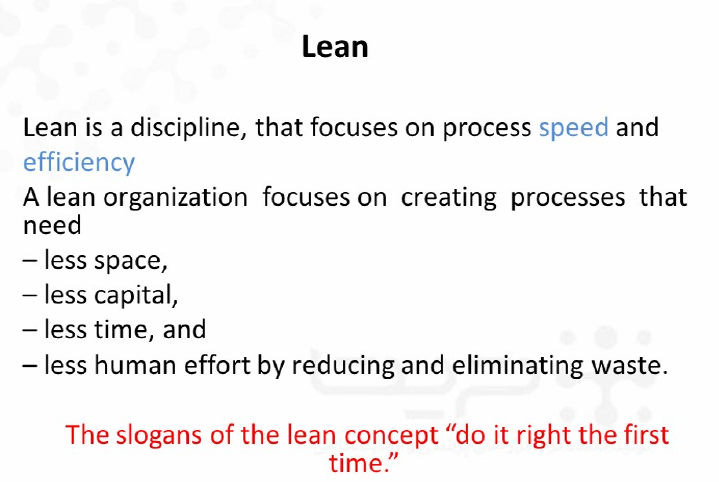 Lean
Lean is a discipline, that focuses on process speed and
efficiency
A lean organization focuses on creating processes that
need
– less space,
– less capital,
– less time, and
– less human effort by reducing and eliminating waste.
The slogans of the lean concept “do it right the first
time.”